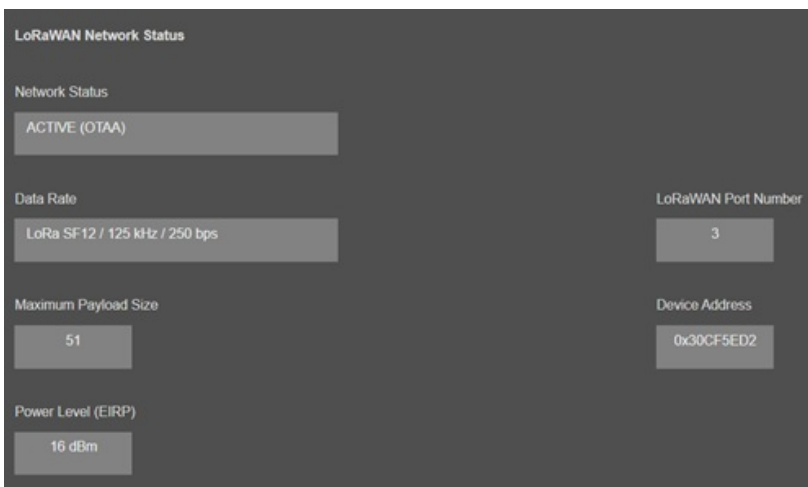 LoRaWAN Network Status
Network Status
ACTIVE (OTAA)
Data Rate
LoRaWAN Port Number
LoRa SF12 / 125 kHz / 250 bps
3
Maximum Payload Size
Device Address
51
0x30CF5ED2
Power Level (EIRP)
16 dBm